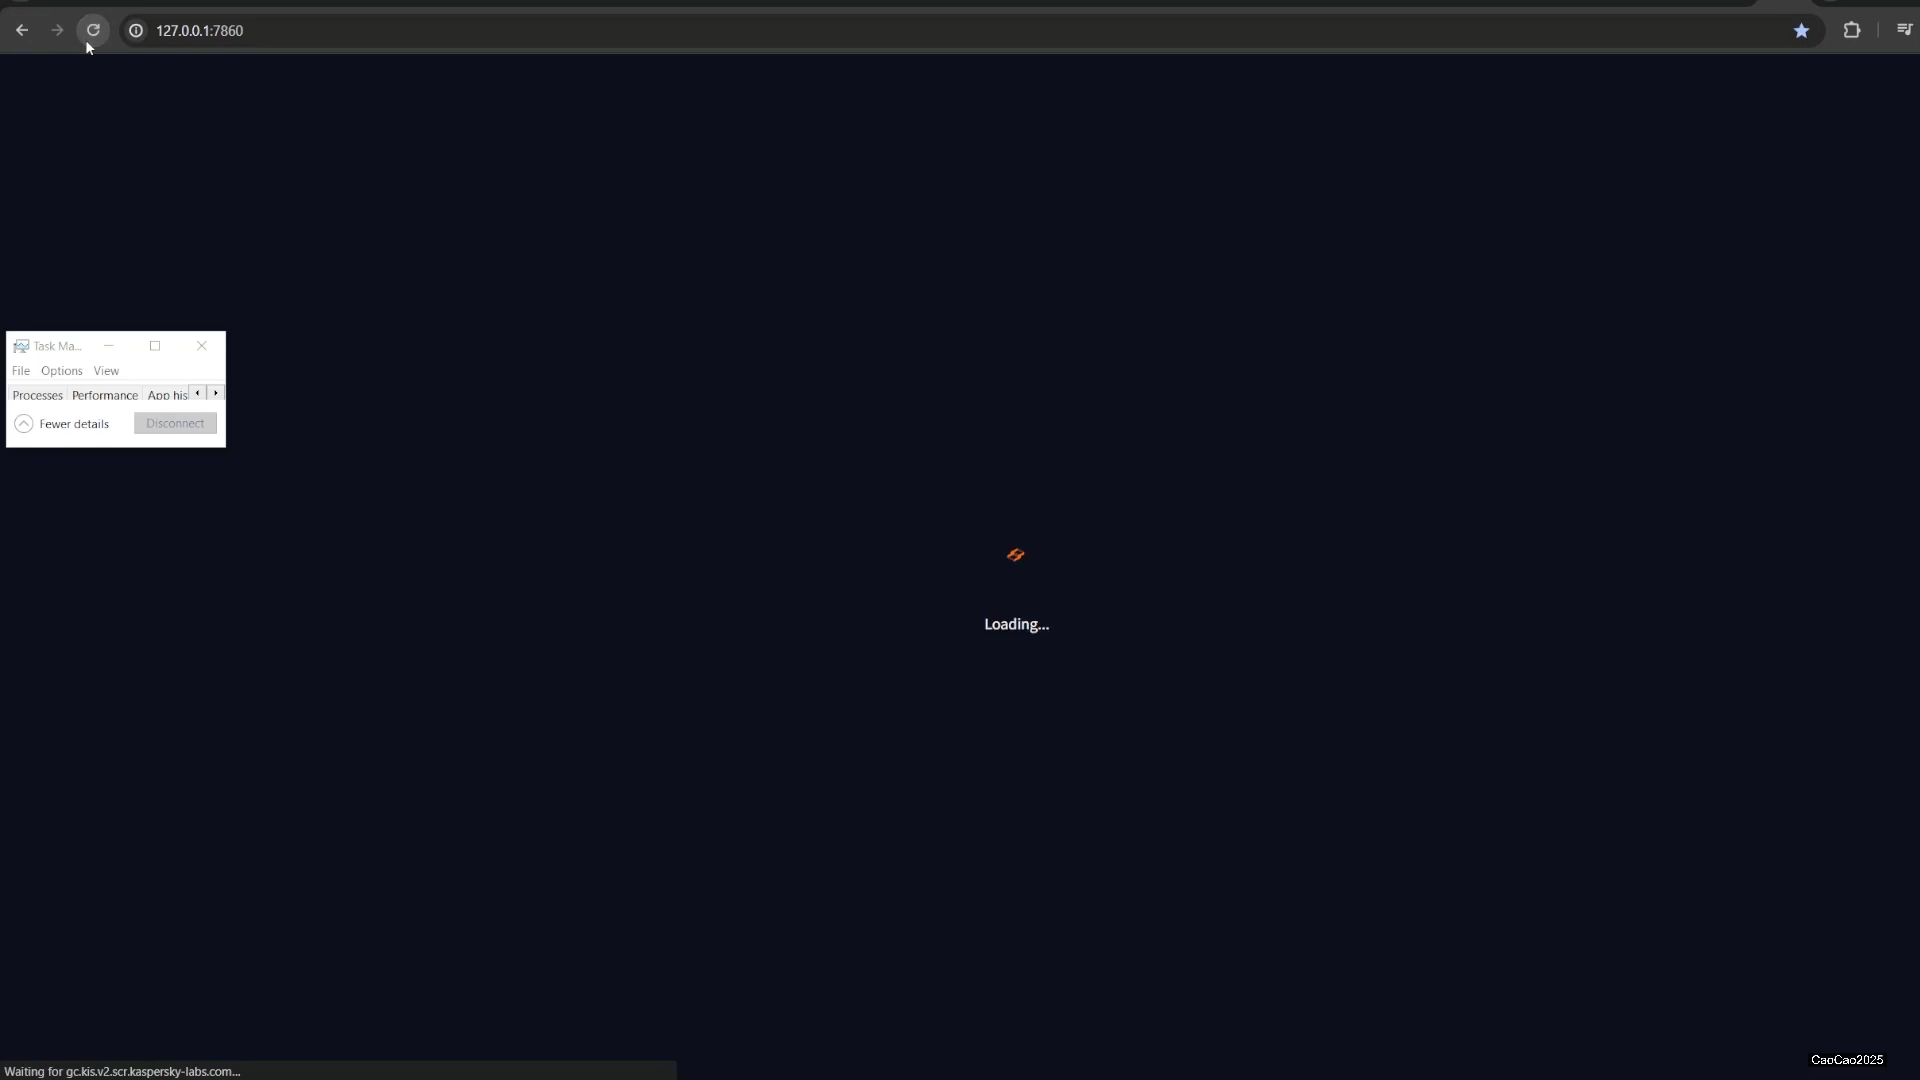 127.0.0.1:7860
Task Ma...
File Options View
Processes Performance App his
Fewer details Disconnect
Loading...
Waiting for gc.kis.v2.scr.kaspersky-labs.com...
CaoCao2025